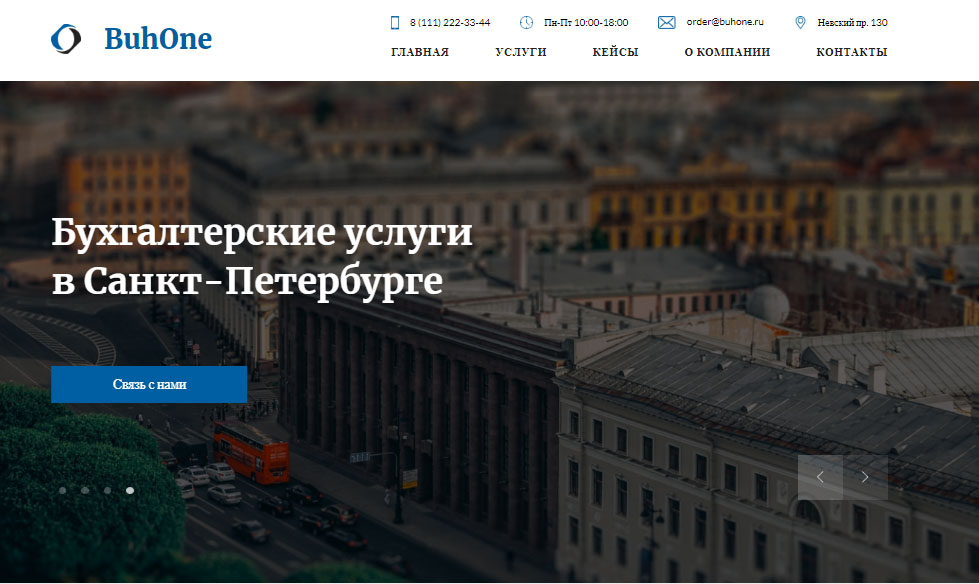 BuhOne
8 (111) 222-33-44
Пн-Пт 10:00-18:00
order@buhone.ru
Невский пр. 130
ГЛАВНАЯ
УСЛУГИ
КЕЙСЫ
О КОМПАНИИ
КОНТАКТЫ
Бухгалтерские услуги
в Санкт-Петербурге
Связь с нами